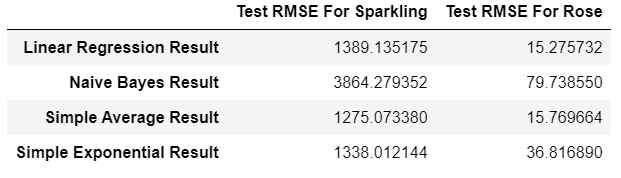 Test RMSE For Sparkling Test RMSE For Rose
Linear Regression Result 1389.135175 15.275732
Naive Bayes Result 3864.279352 79.738550
Simple Average Result 1275.073380 15.769664
Simple Exponential Result 1338.012144 36.816890